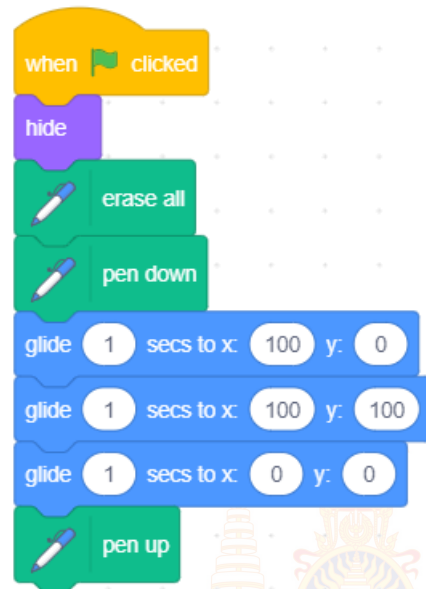 when clicked
hide
erase all
pen down
glide 1 secs to x: 100 y: 0
glide 1 secs to x: 100 y: 100
glide 1 secs to x: 0 y: 0
pen up